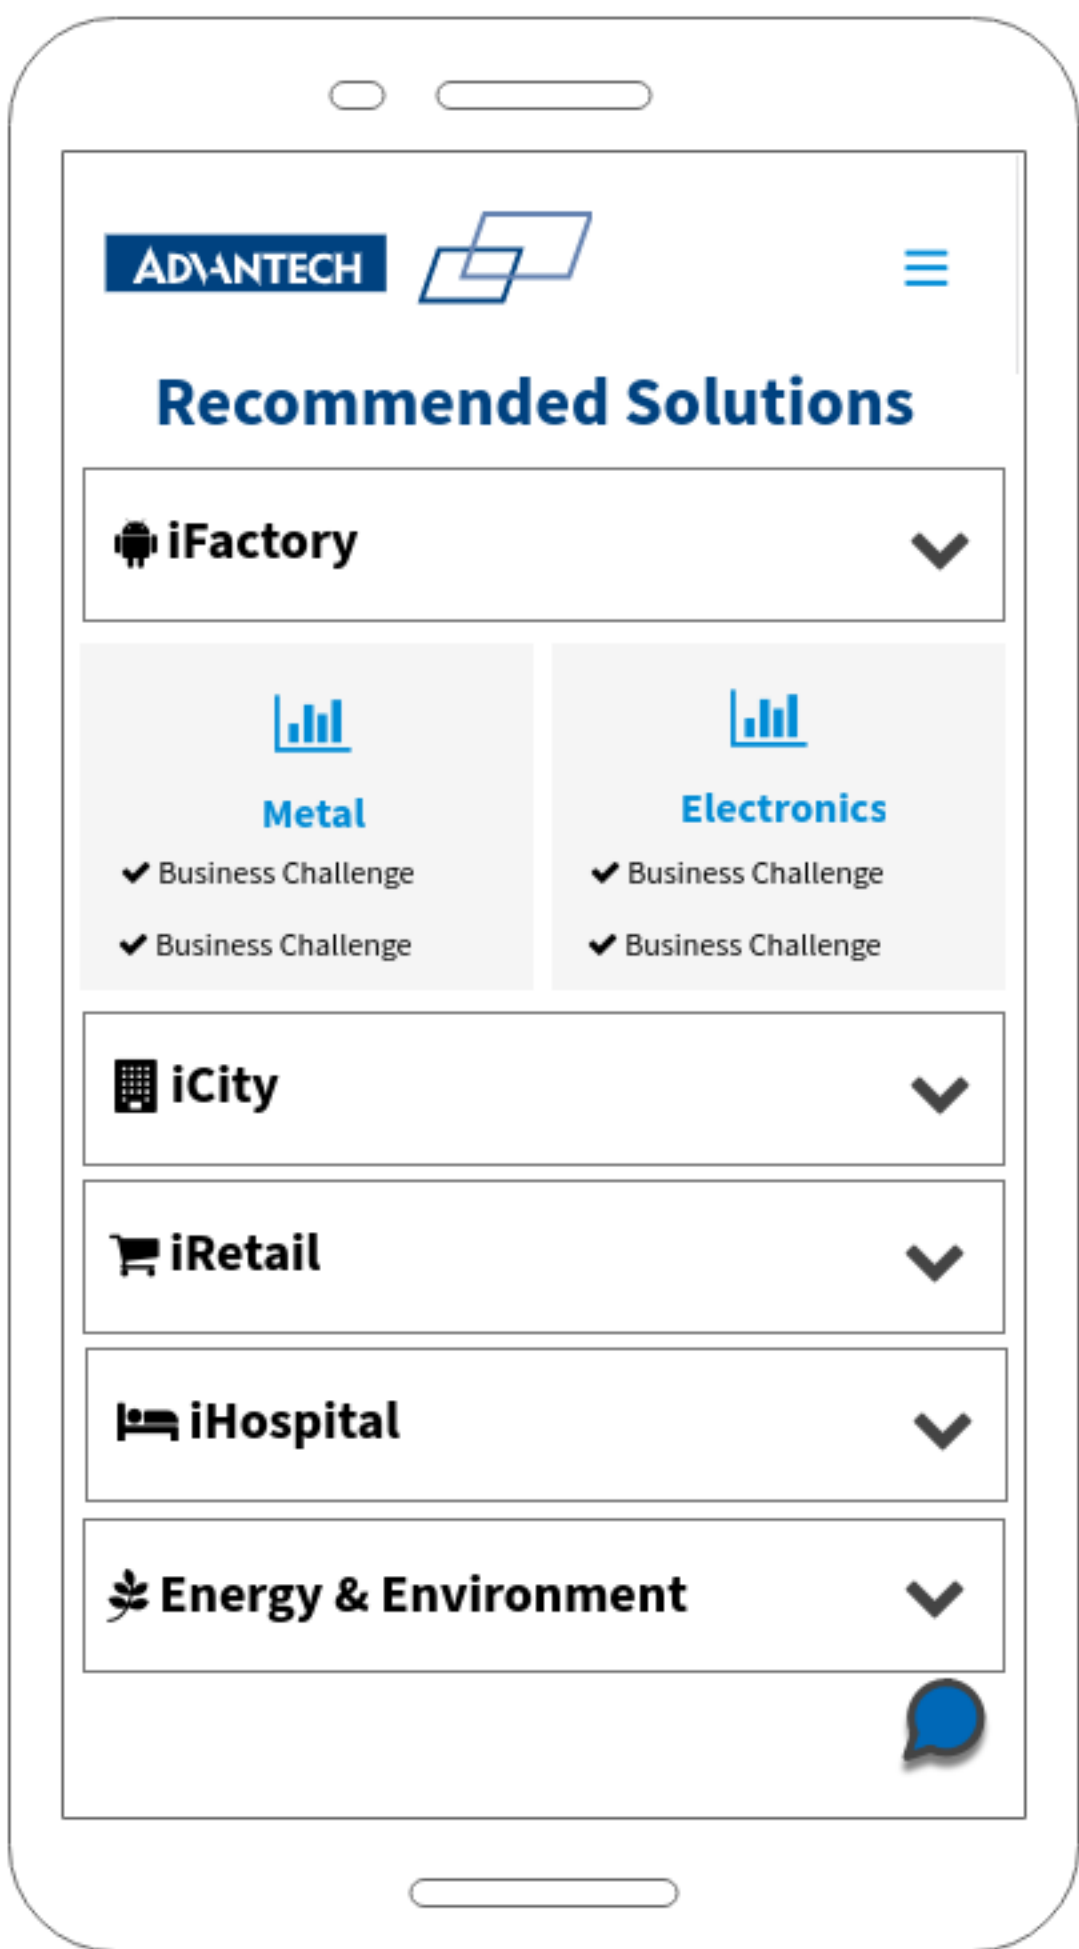 ADVANTECH
Recommended Solutions
iFactory
Metal
Business Challenge
Business Challenge
Electronics
Business Challenge
Business Challenge
iCity
iRetail
iHospital
Energy & Environment